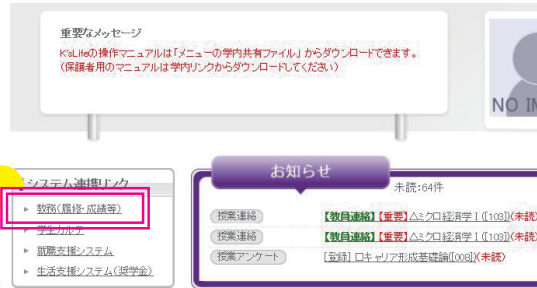 重要なメッセージ
K'sLifeの操作マニュアルは「メニューの学内共有ファイル」からダウンロードできます。
(保護者用のマニュアルは学内リンクからダウンロードしてください)
NO IM
システム連携リンク
教務(履修・成績等)
学生カルテ
就職支援システム
生活支援システム(奨学金)
お知らせ
未読:64件
授業連絡 【教員連絡】【重要】△ミクロ経済学Ⅰ([103])(未読)
授業連絡 【教員連絡】【重要】△ミクロ経済学Ⅰ([103])(未読)
授業アンケート [登録] ロキャリア形成基礎論([008])(未読)